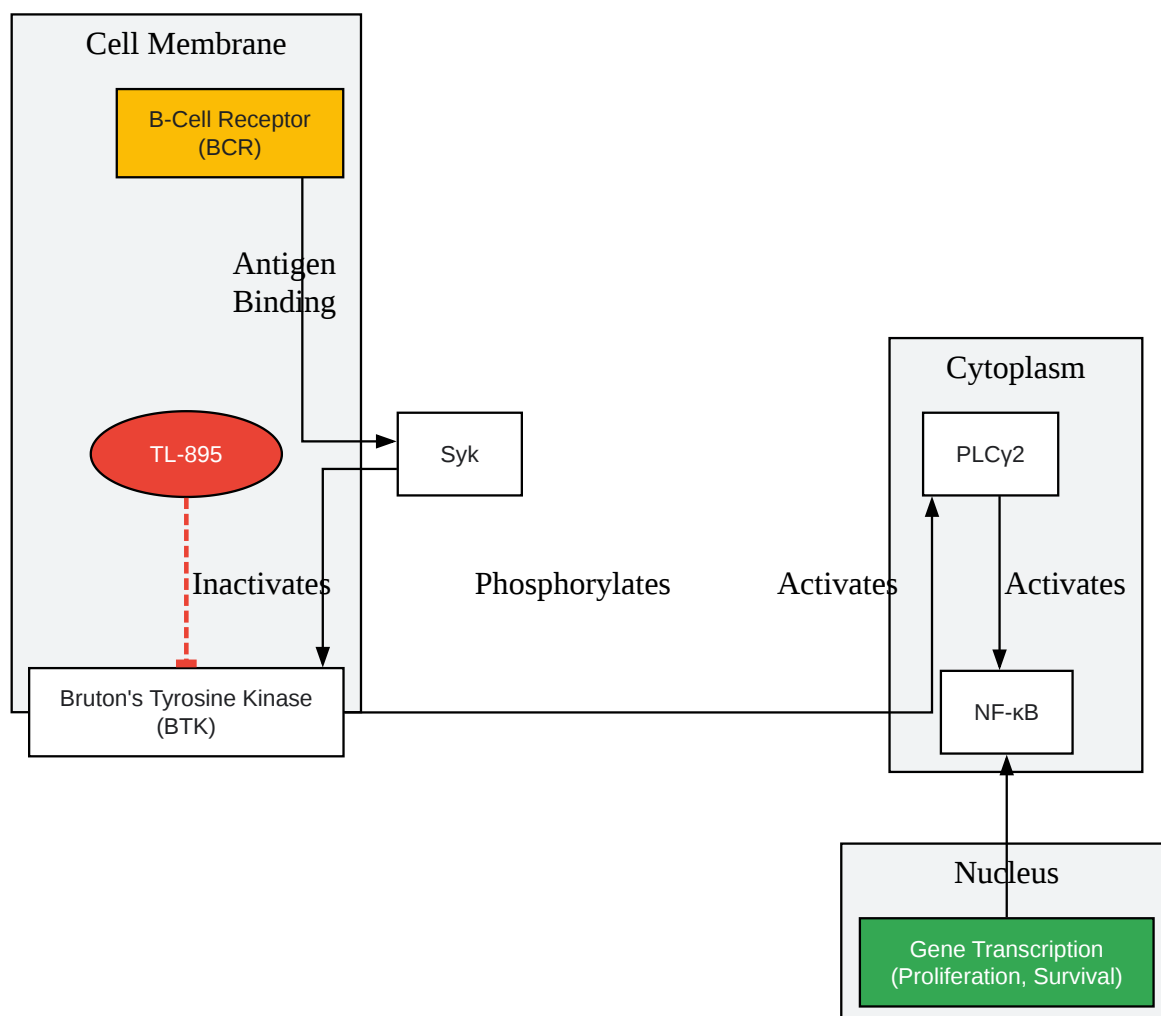 Cell Membrane
B-Cell Receptor
(BCR)
Antigen
Binding
Cytoplasm
TL-895
Syk
PLCγ2
Inactivates
Phosphorylates
Activates
Activates
Bruton's Tyrosine Kinase
(BTK)
NF-κB
Nucleus
Gene Transcription
(Proliferation, Survival)